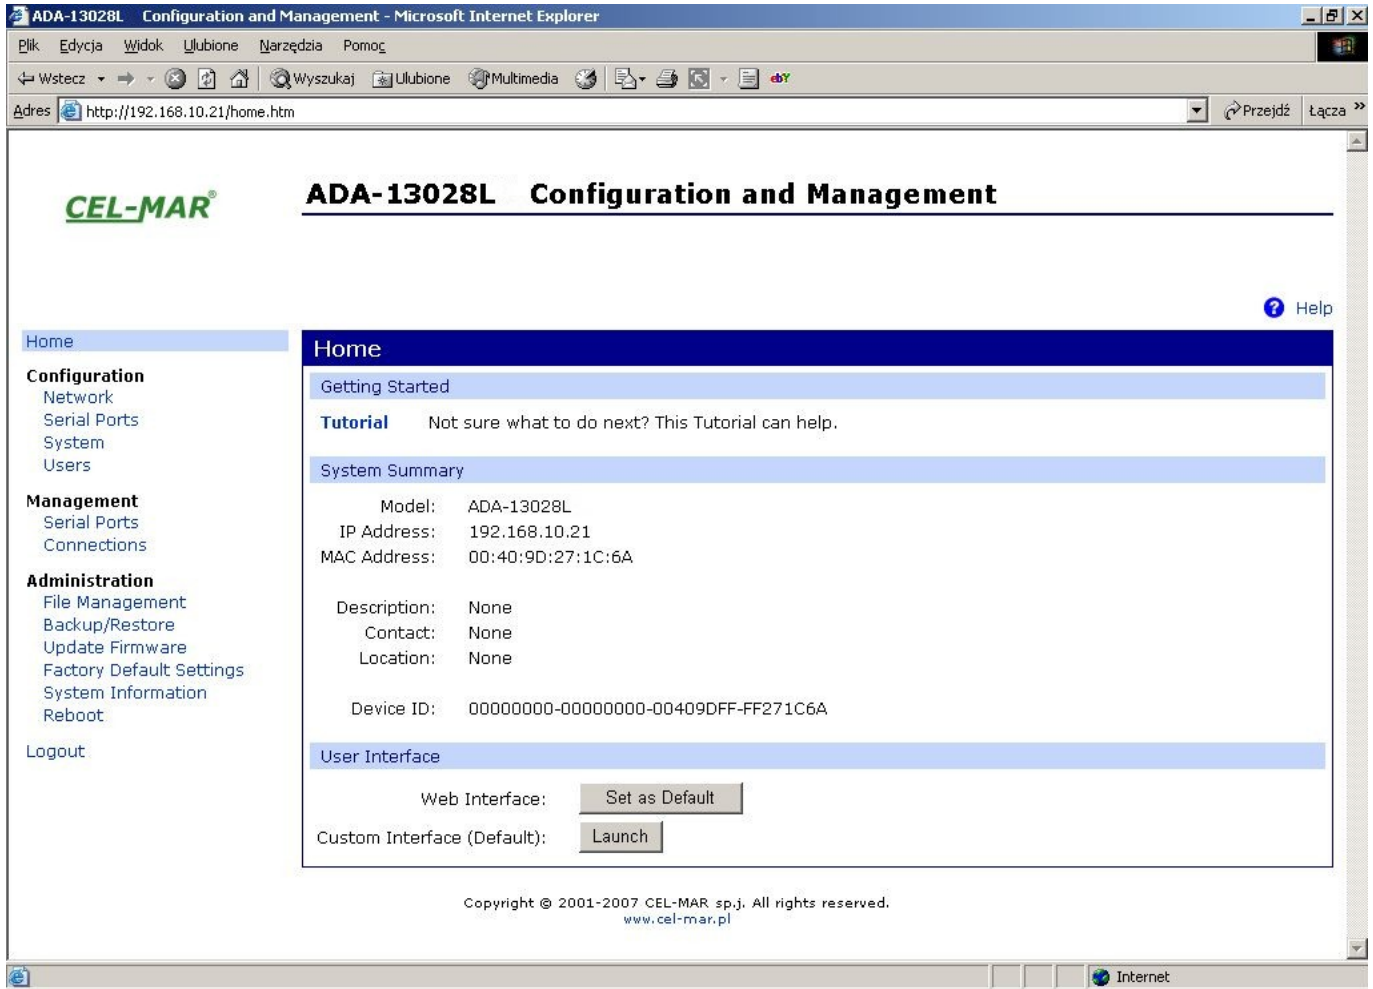 ADA-13028L Configuration and Management - Microsoft Internet Explorer
Plik Edycja Widok Ulubione Narzędzia Pomoc
Wstecz Wyszukaj Ulubione Multimedia ebY
Adres http://192.168.10.21/home.htm Przejdź Łącza »
CEL-MAR®
ADA-13028L Configuration and Management
? Help
Home
Configuration
Network
Serial Ports
System
Users
Management
Serial Ports
Connections
Administration
File Management
Backup/Restore
Update Firmware
Factory Default Settings
System Information
Reboot
Logout
Home
Getting Started
Tutorial Not sure what to do next? This Tutorial can help.
System Summary
Model: ADA-13028L
IP Address: 192.168.10.21
MAC Address: 00:40:9D:27:1C:6A
Description: None
Contact: None
Location: None
Device ID: 00000000-00000000-00409DFF-FF271C6A
User Interface
Web Interface: Set as Default
Custom Interface (Default): Launch
Copyright © 2001-2007 CEL-MAR sp.j. All rights reserved.
www.cel-mar.pl
Internet